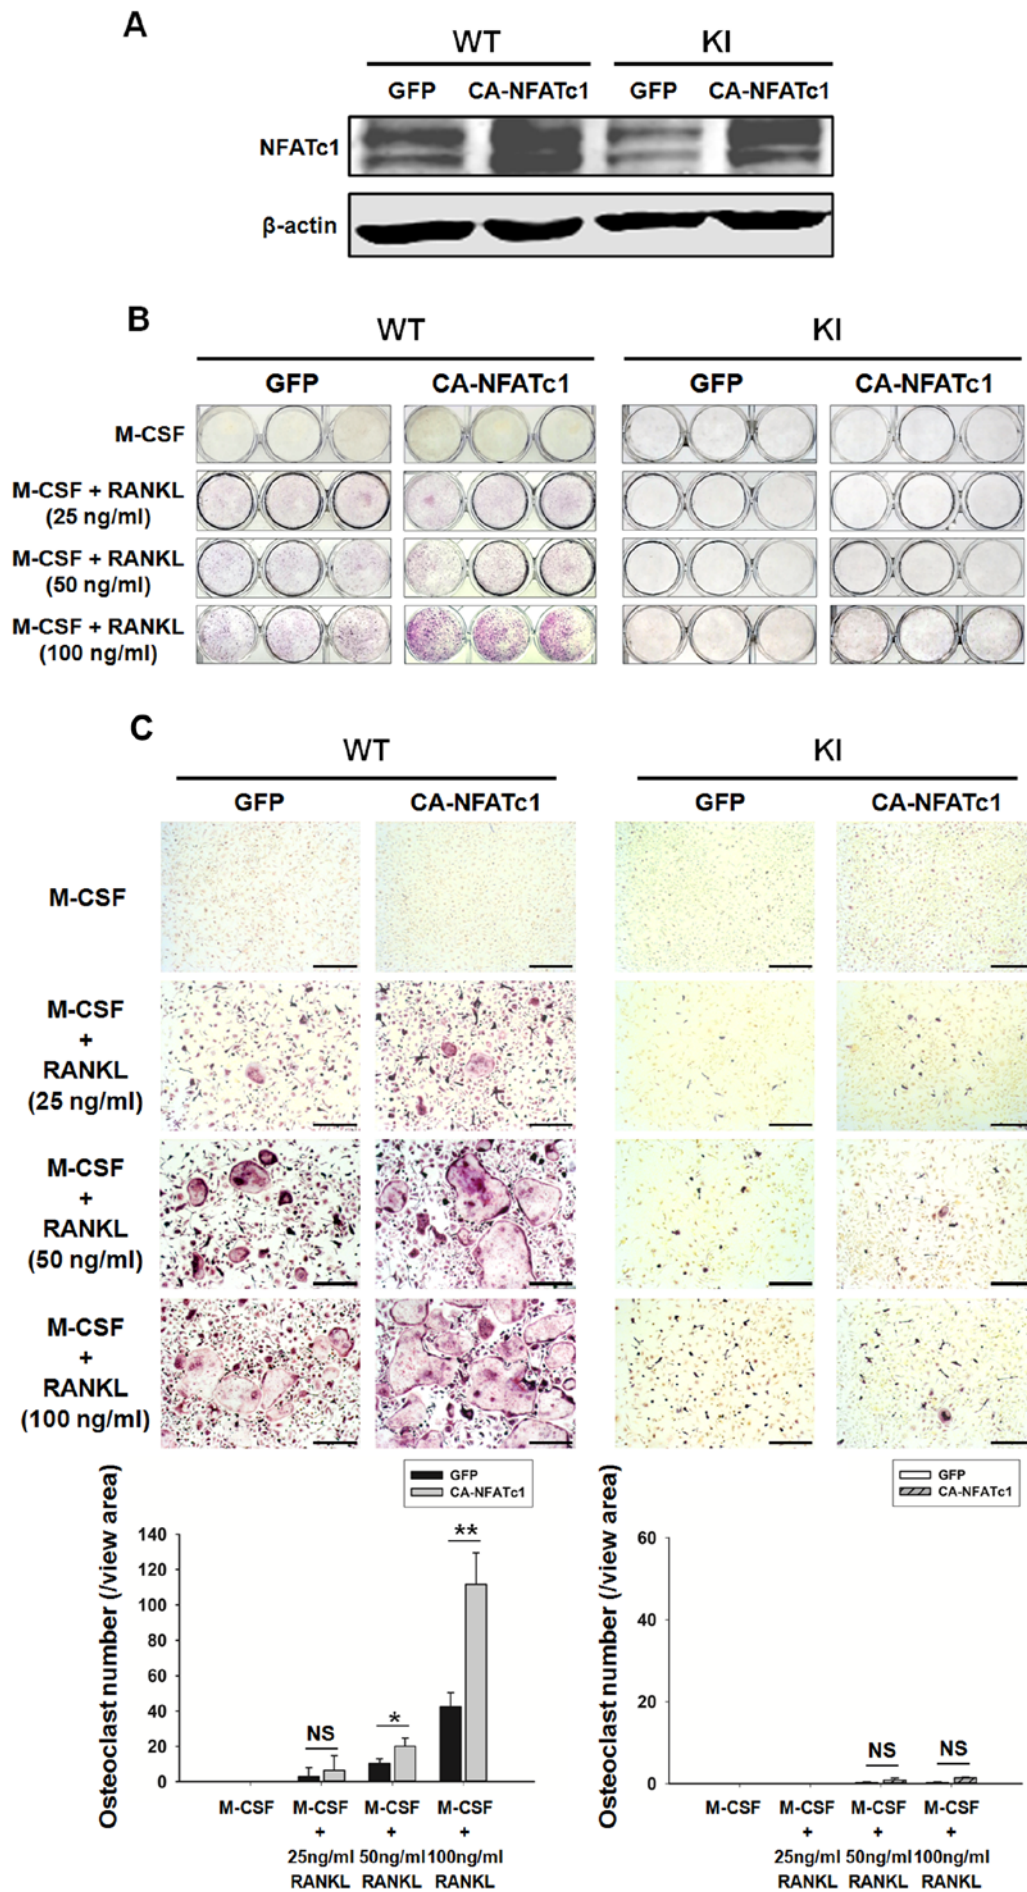 A
WT KI
GFP CA-NFATc1 GFP CA-NFATc1
NFATc1
β-actin
B
WT KI
GFP CA-NFATc1 GFP CA-NFATc1
M-CSF
M-CSF + RANKL
(25 ng/ml)
M-CSF + RANKL
(50 ng/ml)
M-CSF + RANKL
(100 ng/ml)
C
WT KI
GFP CA-NFATc1 GFP CA-NFATc1
M-CSF
M-CSF
+
RANKL
(25 ng/ml)
M-CSF
+
RANKL
(50 ng/ml)
M-CSF
+
RANKL
(100 ng/ml)
Osteoclast number (/view area)
GFP
CA-NFATc1
140
120
100
80
60
40
20
0
NS * **
M-CSF M-CSF M-CSF M-CSF
+ + +
25ng/ml 50ng/ml 100ng/ml
RANKL RANKL RANKL
Osteoclast number (/view area)
GFP
CA-NFATc1
60
40
20
0
NS NS
M-CSF M-CSF M-CSF M-CSF
+ + +
25ng/ml 50ng/ml 100ng/ml
RANKL RANKL RANKL